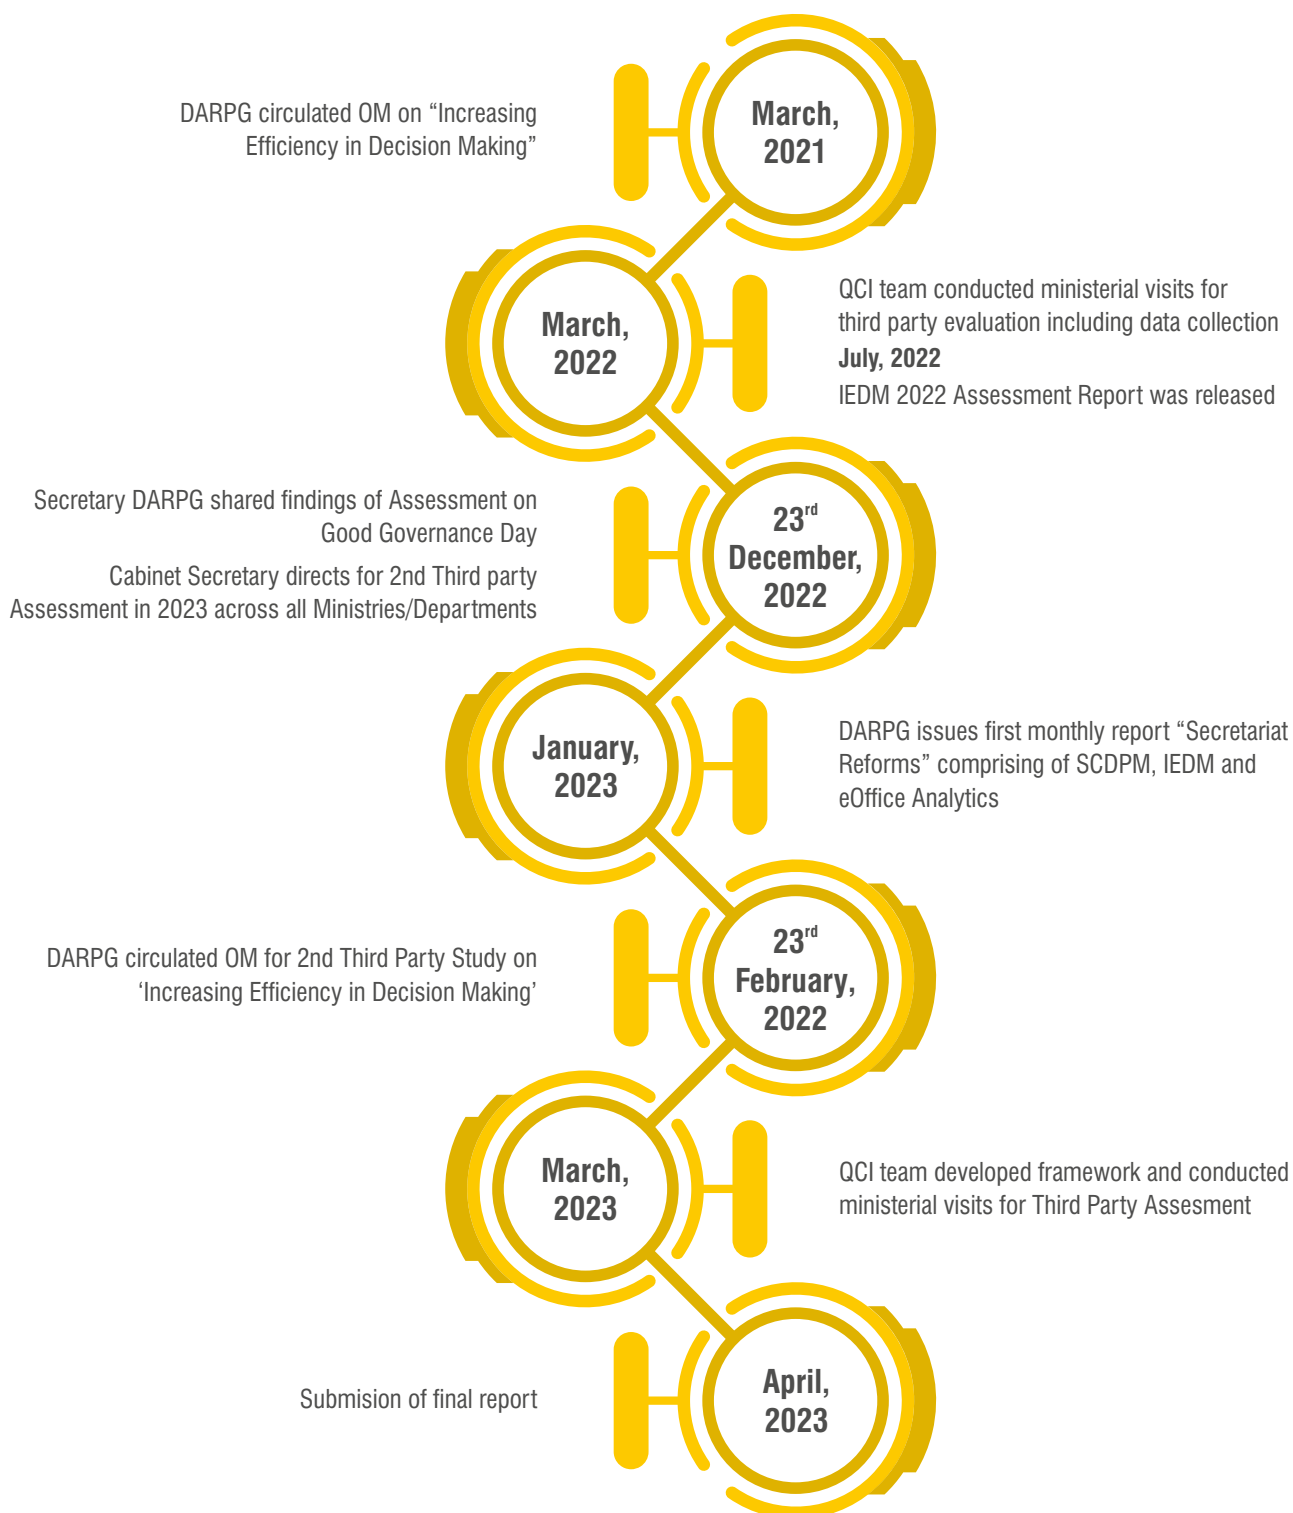 DARPG circulated OM on “Increasing
Efficiency in Decision Making”
March,
2021
March,
2022
QCI team conducted ministerial visits for
third party evaluation including data collection
July, 2022
IEDM 2022 Assessment Report was released
Secretary DARPG shared findings of Assessment on
Good Governance Day
Cabinet Secretary directs for 2nd Third party
Assessment in 2023 across all Ministries/Departments
23rd
December,
2022
January,
2023
DARPG issues first monthly report “Secretariat
Reforms” comprising of SCDPM, IEDM and
eOffice Analytics
DARPG circulated OM for 2nd Third Party Study on
‘Increasing Efficiency in Decision Making’
23rd
February,
2022
March,
2023
QCI team developed framework and conducted
ministerial visits for Third Party Assesment
Submision of final report
April,
2023